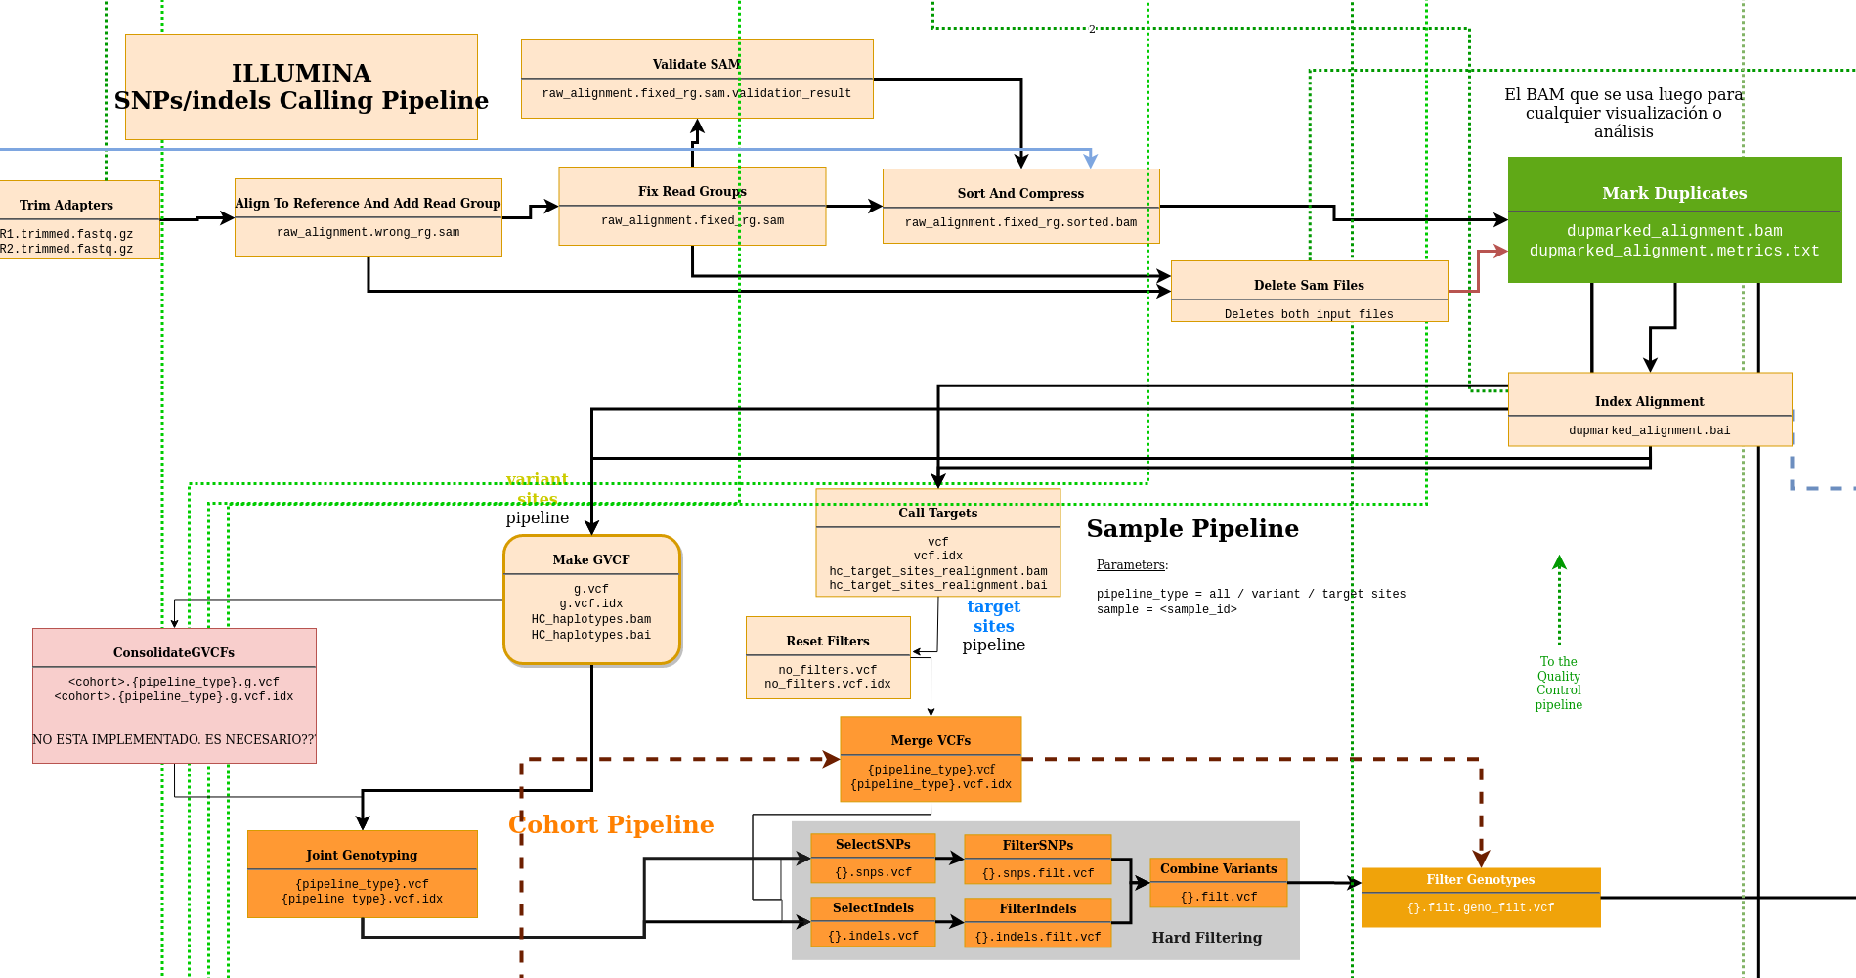 ILLUMINA
SNPs/indels Calling Pipeline
Validate SAM
raw_alignment.fixed_rg.sam.validation_result
2
El BAM que se usa luego para
cualquier visualización o
análisis
Trim Adapters
R1.trimmed.fastq.gz
R2.trimmed.fastq.gz
Align To Reference And Add Read Group
raw_alignment.wrong_rg.sam
Fix Read Groups
raw_alignment.fixed_rg.sam
Sort And Compress
raw_alignment.fixed_rg.sorted.bam
Mark Duplicates
dupmarked_alignment.bam
dupmarked_alignment.metrics.txt
Delete Sam Files
Deletes both input files
Index Alignment
dupmarked_alignment.bai
variant
sites
pipeline
Call Targets
vcf
vcf.idx
hc_target_sites_realignment.bam
hc_target_sites_realignment.bai
Sample Pipeline
Parameters:
pipeline_type = all / variant / target sites
sample = <sample_id>
Make GVCF
g.vcf
g.vcf.idx
HC_haplotypes.bam
HC_haplotypes.bai
target
sites
pipeline
Reset Filters
no_filters.vcf
no_filters.vcf.idx
To the
Quality
Control
pipeline
ConsolidateGVCFs
<cohort>.{pipeline_type}.g.vcf
<cohort>.{pipeline_type}.g.vcf.idx
NO ESTA IMPLEMENTADO. ES NECESARIO??
Merge VCFs
{pipeline_type}.vcf
{pipeline_type}.vcf.idx
Cohort Pipeline
Joint Genotyping
{pipeline_type}.vcf
{pipeline_type}.vcf.idx
SelectSNPs
{}.snps.vcf
FilterSNPs
{}.snps.filt.vcf
Combine Variants
{}.filt.vcf
SelectIndels
{}.indels.vcf
FilterIndels
{}.indels.filt.vcf
Hard Filtering
Filter Genotypes
{}.filt.geno_filt.vcf